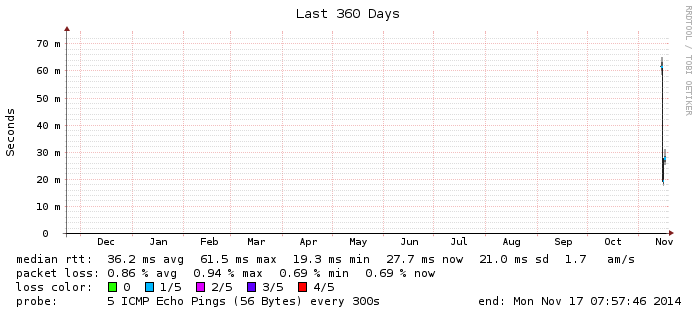 Last 360 Days
RRDTOOL / TOBI OETIKER
Seconds
70 m
60 m
50 m
40 m
30 m
20 m
10 m
0
Dec Jan Feb Mar Apr May Jun Jul Aug Sep Oct Nov
median rtt: 36.2 ms avg 61.5 ms max 19.3 ms min 27.7 ms now 21.0 ms sd 1.7 am/s
packet loss: 0.86 % avg 0.94 % max 0.69 % min 0.69 % now
loss color: 0 1/5 2/5 3/5 4/5
probe: 5 ICMP Echo Pings (56 Bytes) every 300s end: Mon Nov 17 07:57:46 2014